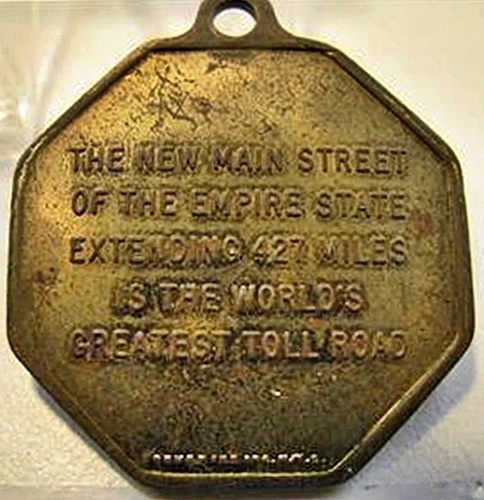 THE NEW MAIN STREET
OF THE EMPIRE STATE
EXTENDING 427 MILES
IS THE WORLD'S
GREATEST TOLL ROAD